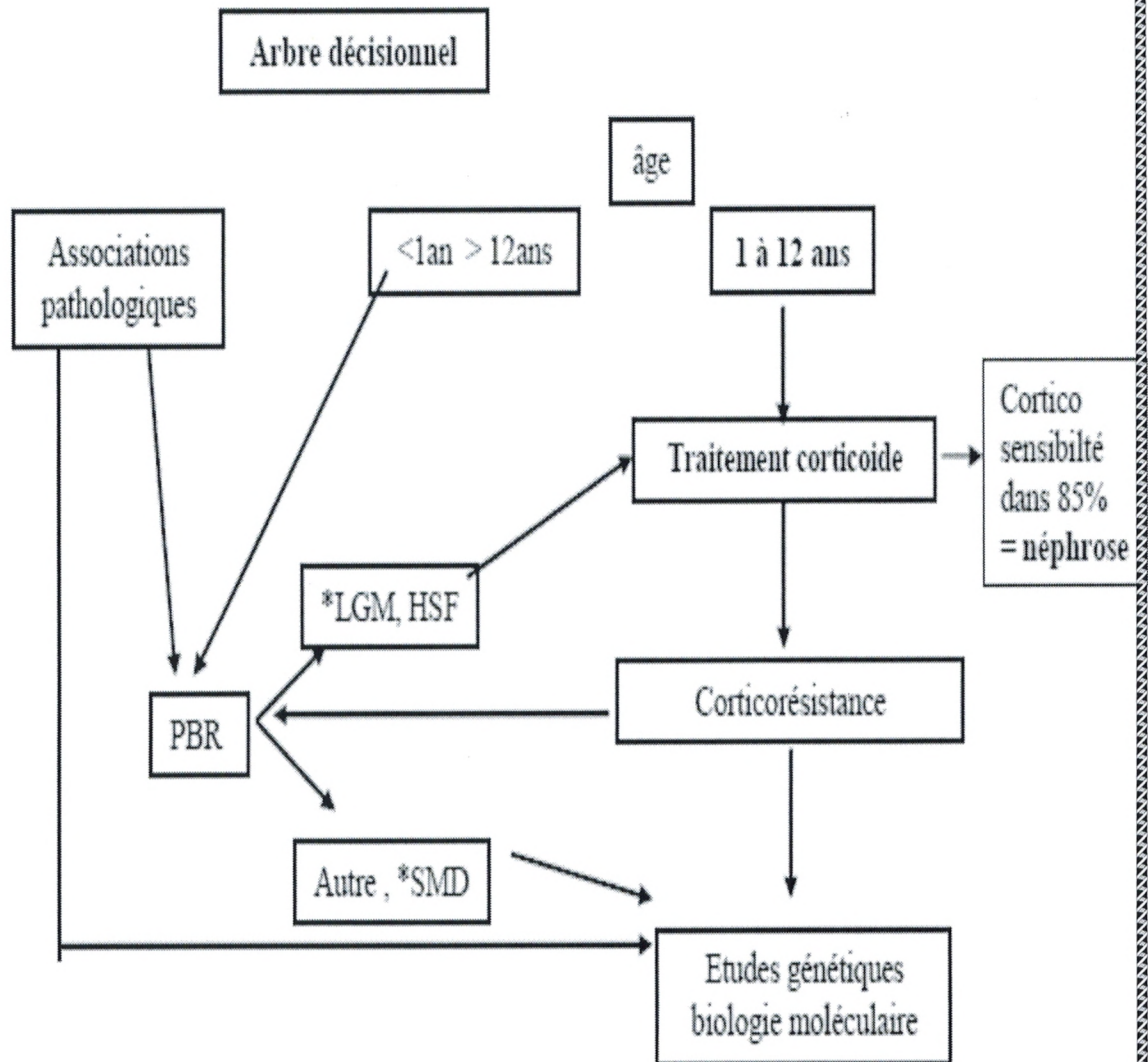 Arbre décisionnel
âge
Associations
pathologiques
<1an > 12ans
1 à 12 ans
Traitement corticoide
Cortico
sensibilté
dans 85%
= néphrose
*LGM, HSF
PBR
Corticorésistance
Autre , *SMD
Etudes génétiques
biologie moléculaire